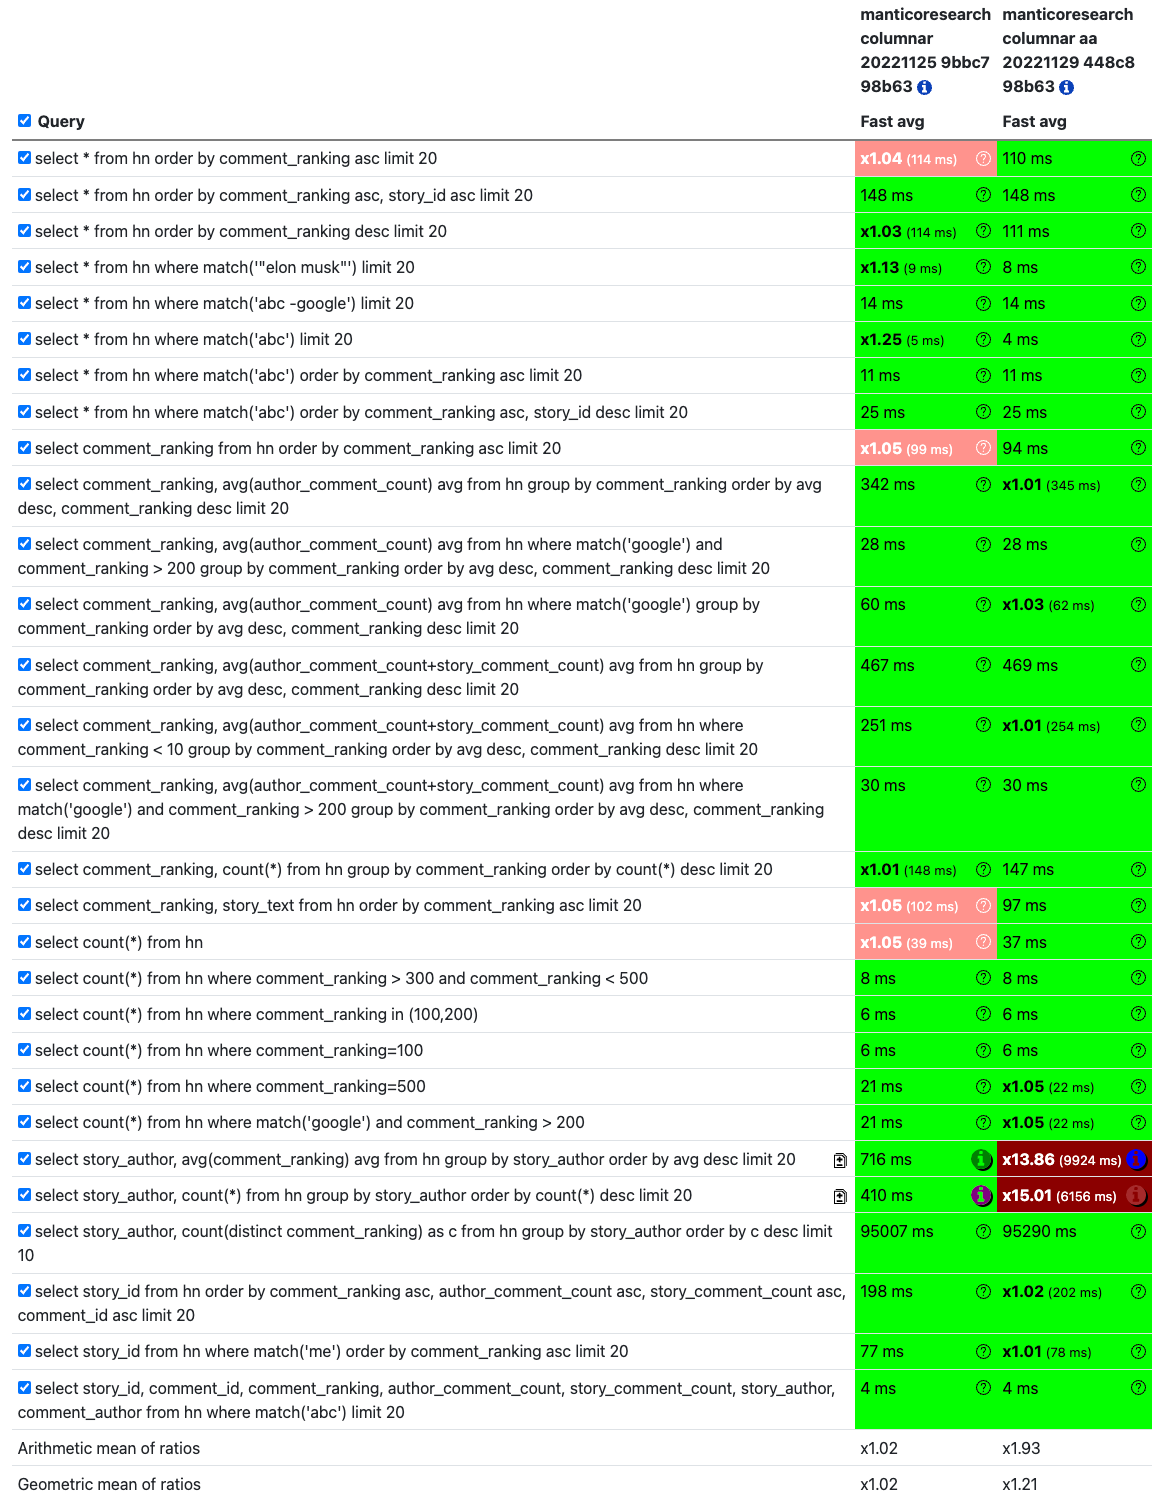 manticoresearch manticoresearch
columnar columnar aa
20221125 9bbc7 20221129 448c8
98b63 98b63
Query Fast avg Fast avg
select * from hn order by comment_ranking asc limit 20 x1.04 (114 ms) 110 ms
select * from hn order by comment_ranking asc, story_id asc limit 20 148 ms 148 ms
select * from hn order by comment_ranking desc limit 20 x1.03 (114 ms) 111 ms
select * from hn where match('"elon musk"') limit 20 x1.13 (9 ms) 8 ms
select * from hn where match('abc -google') limit 20 14 ms 14 ms
select * from hn where match('abc') limit 20 x1.25 (5 ms) 4 ms
select * from hn where match('abc') order by comment_ranking asc limit 20 11 ms 11 ms
select * from hn where match('abc') order by comment_ranking asc, story_id desc limit 20 25 ms 25 ms
select comment_ranking from hn order by comment_ranking asc limit 20 x1.05 (99 ms) 94 ms
select comment_ranking, avg(author_comment_count) avg from hn group by comment_ranking order by avg 342 ms x1.01 (345 ms)
desc, comment_ranking desc limit 20
select comment_ranking, avg(author_comment_count) avg from hn where match('google') and 28 ms 28 ms
comment_ranking > 200 group by comment_ranking order by avg desc, comment_ranking desc limit 20
select comment_ranking, avg(author_comment_count) avg from hn where match('google') group by 60 ms x1.03 (62 ms)
comment_ranking order by avg desc, comment_ranking desc limit 20
select comment_ranking, avg(author_comment_count+story_comment_count) avg from hn group by 467 ms 469 ms
comment_ranking order by avg desc, comment_ranking desc limit 20
select comment_ranking, avg(author_comment_count+story_comment_count) avg from hn where 251 ms x1.01 (254 ms)
comment_ranking < 10 group by comment_ranking order by avg desc, comment_ranking desc limit 20
select comment_ranking, avg(author_comment_count+story_comment_count) avg from hn where 30 ms 30 ms
match('google') and comment_ranking > 200 group by comment_ranking order by avg desc, comment_ranking
desc limit 20
select comment_ranking, count(*) from hn group by comment_ranking order by count(*) desc limit 20 x1.01 (148 ms) 147 ms
select comment_ranking, story_text from hn order by comment_ranking asc limit 20 x1.05 (102 ms) 97 ms
select count(*) from hn x1.05 (39 ms) 37 ms
select count(*) from hn where comment_ranking > 300 and comment_ranking < 500 8 ms 8 ms
select count(*) from hn where comment_ranking in (100,200) 6 ms 6 ms
select count(*) from hn where comment_ranking=100 6 ms 6 ms
select count(*) from hn where comment_ranking=500 21 ms x1.05 (22 ms)
select count(*) from hn where match('google') and comment_ranking > 200 21 ms x1.05 (22 ms)
select story_author, avg(comment_ranking) avg from hn group by story_author order by avg desc limit 20 716 ms x13.86 (9924 ms)
select story_author, count(*) from hn group by story_author order by count(*) desc limit 20 410 ms x15.01 (6156 ms)
select story_author, count(distinct comment_ranking) as c from hn group by story_author order by c desc limit 95007 ms 95290 ms
10
select story_id from hn order by comment_ranking asc, author_comment_count asc, story_comment_count asc, 198 ms x1.02 (202 ms)
comment_id asc limit 20
select story_id from hn where match('me') order by comment_ranking asc limit 20 77 ms x1.01 (78 ms)
select story_id, comment_id, comment_ranking, author_comment_count, story_comment_count, story_author, 4 ms 4 ms
comment_author from hn where match('abc') limit 20
Arithmetic mean of ratios x1.02 x1.93
Geometric mean of ratios x1.02 x1.21